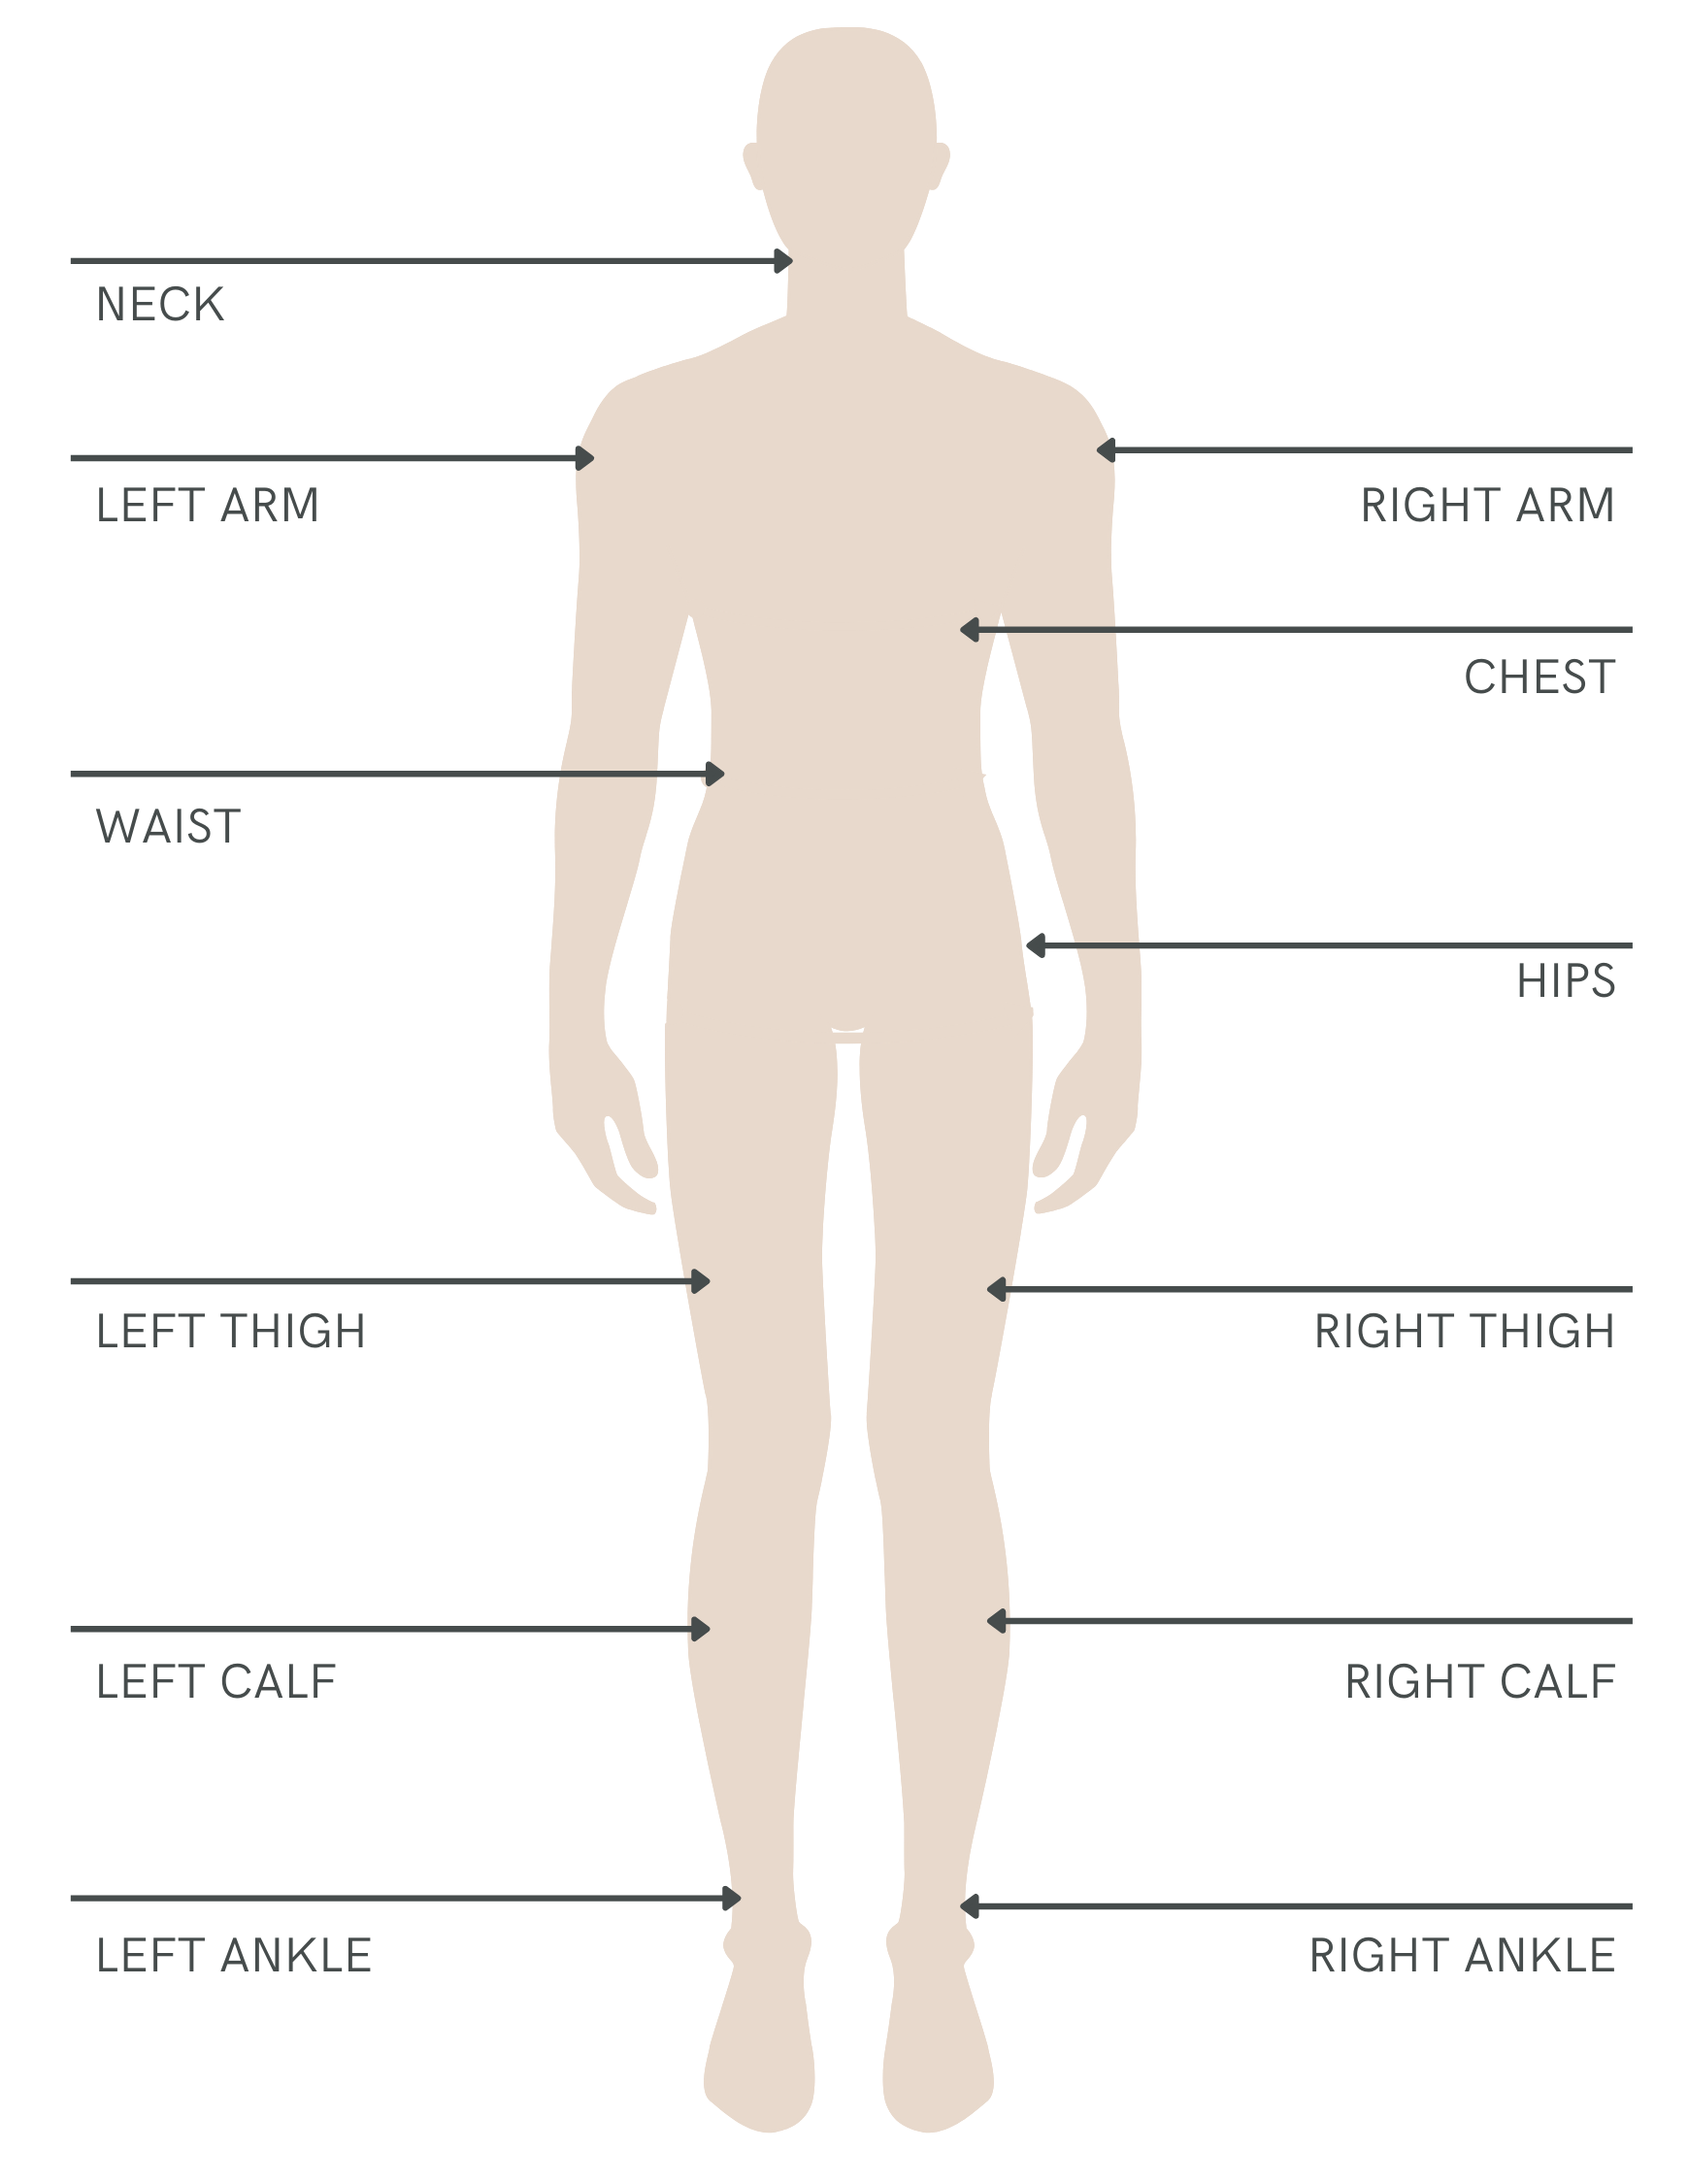 NECK
LEFT ARM
RIGHT ARM
CHEST
WAIST
HIPS
LEFT THIGH
RIGHT THIGH
LEFT CALF
RIGHT CALF
LEFT ANKLE
RIGHT ANKLE